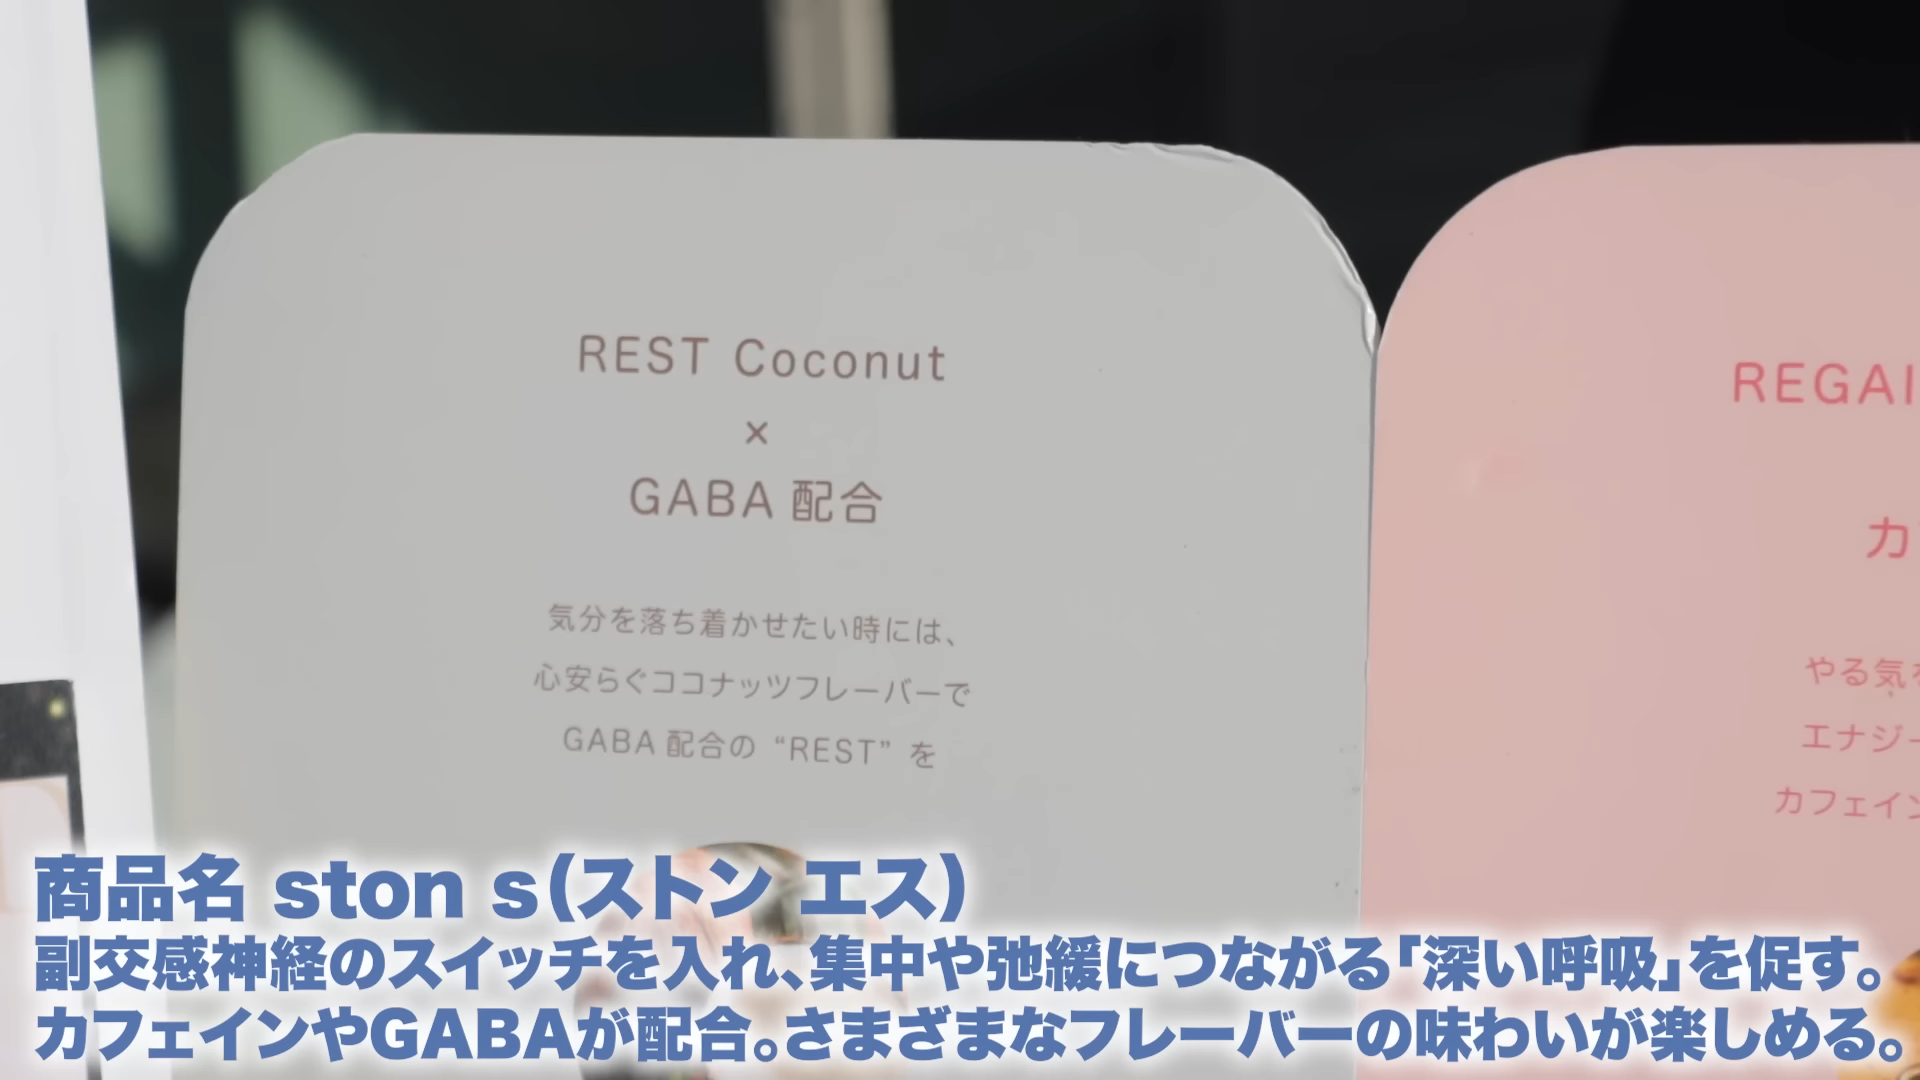 REST Coconut
×
GABA 配合
気分を落ち着かせたい時には、
心安らぐココナッツフレーバーで
GABA 配合の “REST” を
REGAI
カ
やる気を
エナジー
カフェイン
商品名 ston s(ストン エス)
副交感神経のスイッチを入れ、集中や弛緩につながる「深い呼吸」を促す。
カフェインやGABAが配合。さまざまなフレーバーの味わいが楽しめる。